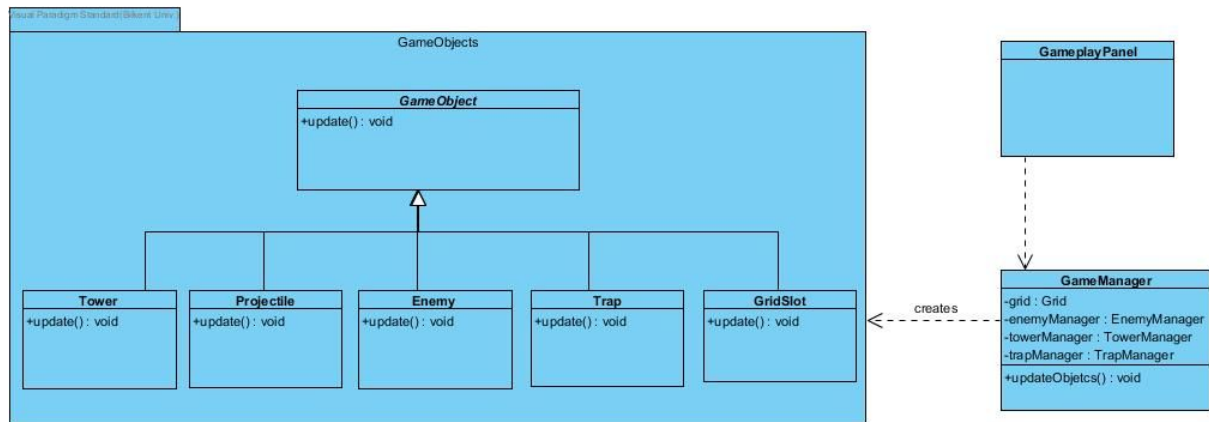 Visual Paradigm Standard(Bilkent Univ.)
GameObjects
GameObject
+update() : void
Tower
+update() : void
Projectile
+update() : void
Enemy
+update() : void
Trap
+update() : void
GridSlot
+update() : void
creates
GameplayPanel
GameManager
-grid : Grid
-enemyManager : EnemyManager
-towerManager : TowerManager
-trapManager : TrapManager
+updateObjetcs() : void